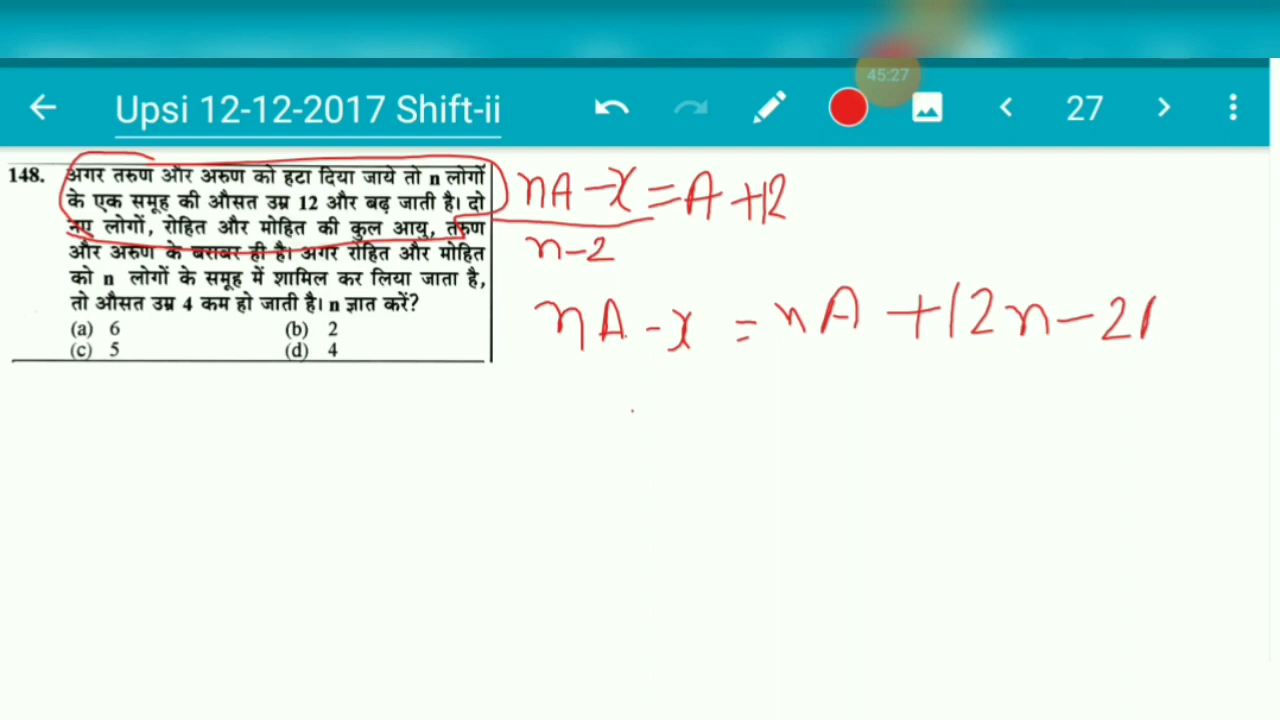 45:27
Upsi 12-12-2017 Shift-ii
27
148. अगर तरुण और अरुण को हटा दिया जाये तो n लोगों
के एक समूह की औसत उम्र 12 और बढ़ जाती है। दो
नए लोगों, रोहित और मोहित की कुल आयु, तरुण
और अरुण के बराबर ही है। अगर रोहित और मोहित
को n लोगों के समूह में शामिल कर लिया जाता है,
तो औसत उम्र 4 कम हो जाती है। n ज्ञात करें?
(a) 6 (b) 2
(c) 5 (d) 4
nA-x = A+12
n-2
nA-x = nA +12n-2